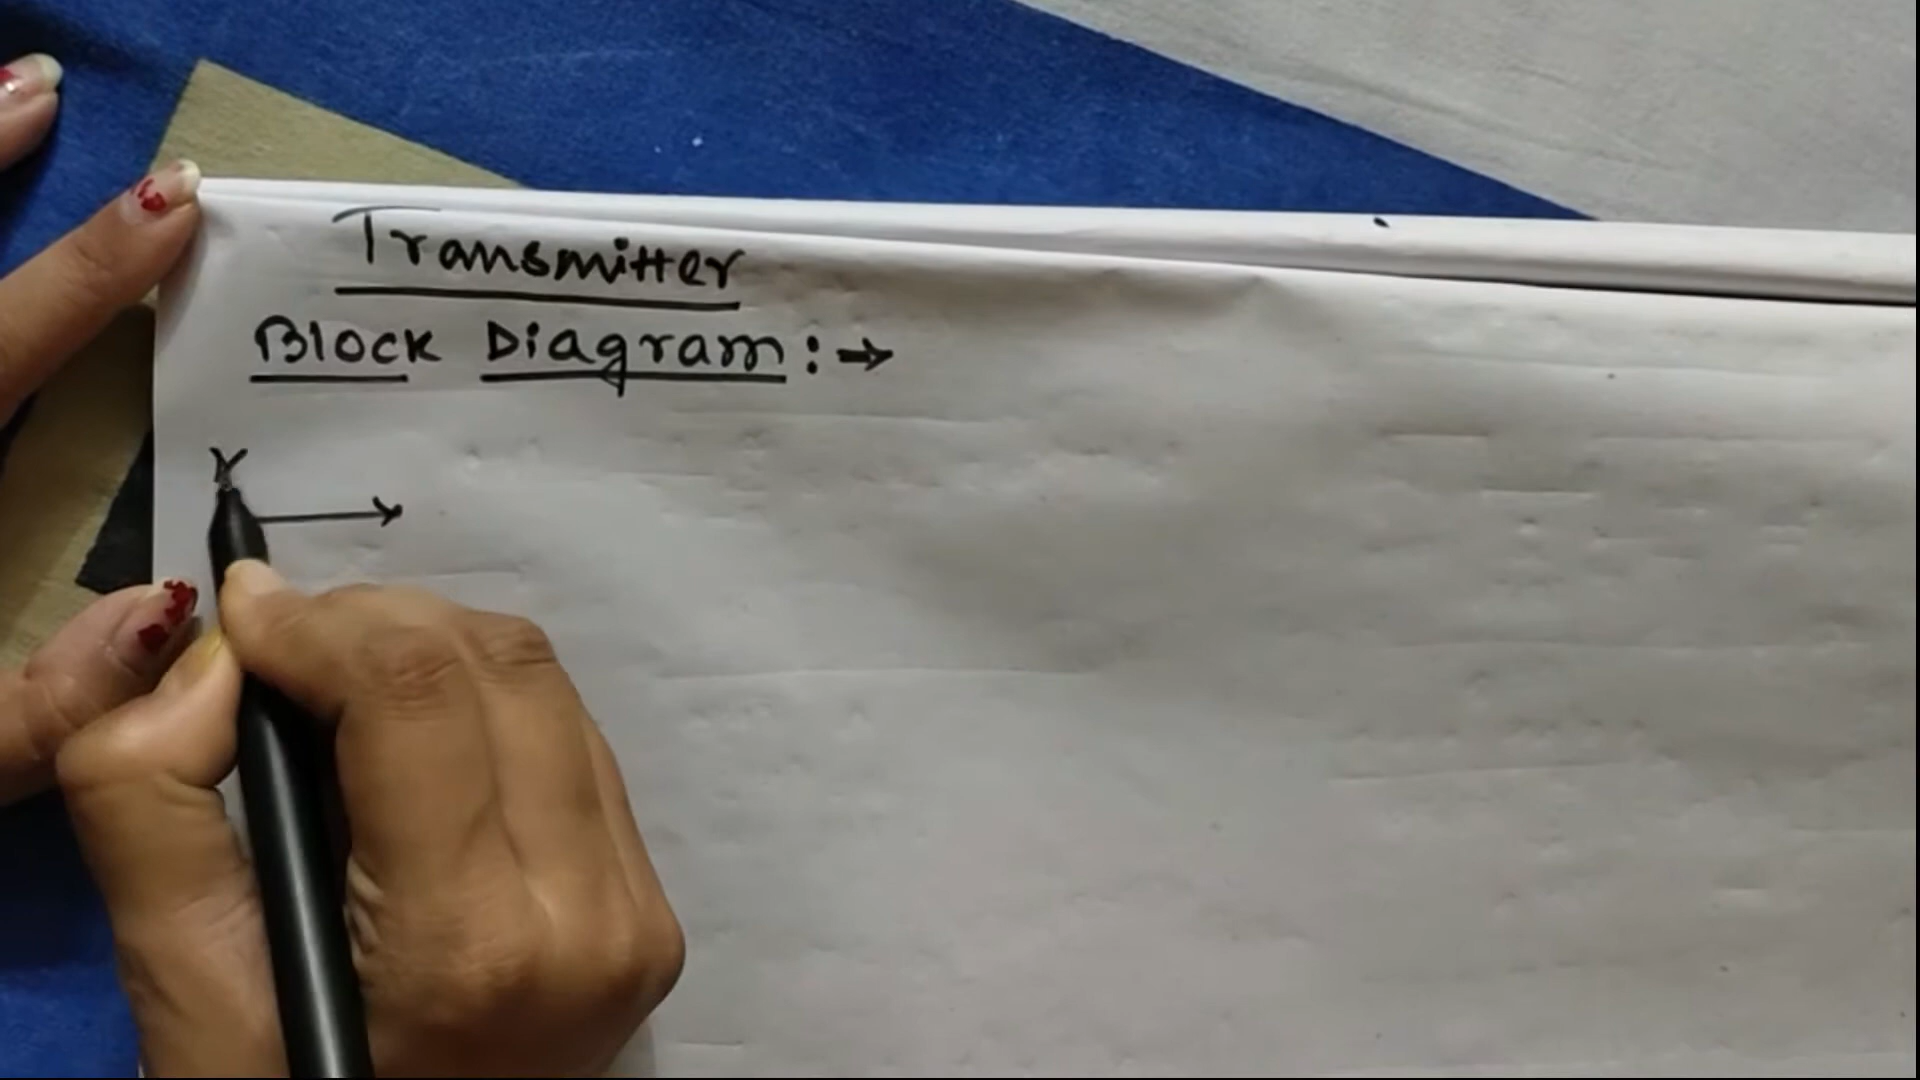 Transmitter
Block Diagram :→
x